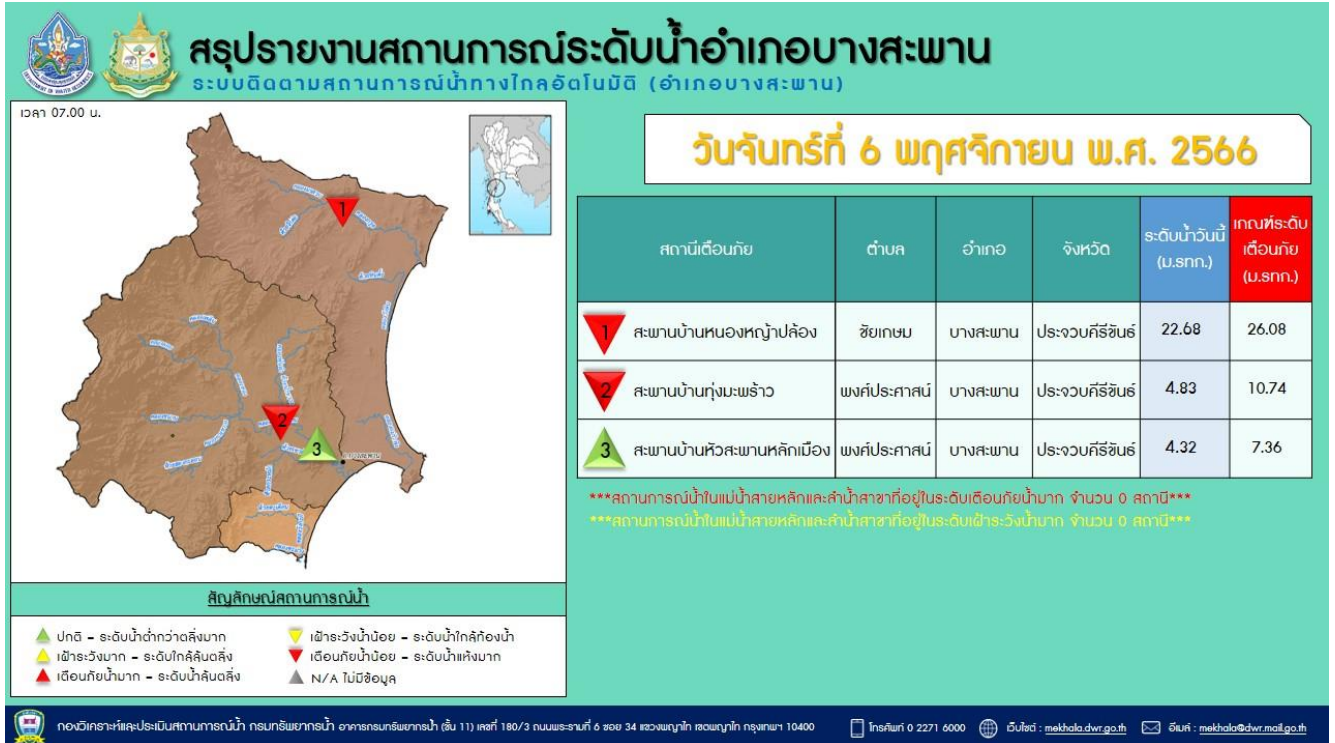 สรุปรายงานสถานการณ์ระดับน้ำอำเภอบางสะพาน
ระบบติดตามสถานการณ์น้ำทางไกลอัตโนมัติ (อำเภอบางสะพาน)
เวลา 07.00 น.
วันจันทร์ที่ 6 พฤศจิกายน พ.ศ. 2566
สถานีเตือนภัย ตำบล อำเภอ จังหวัด ระดับน้ำวันนี้ (ม.รทก.) เกณฑ์ระดับเตือนภัย (ม.รทก.)
1 สะพานบ้านหนองหญ้าปล้อง ชัยเกษม บางสะพาน ประจวบคีรีขันธ์ 22.68 26.08
2 สะพานบ้านทุ่งมะพร้าว พงศ์ประศาสน์ บางสะพาน ประจวบคีรีขันธ์ 4.83 10.74
3 สะพานบ้านหัวสะพานหลักเมือง พงศ์ประศาสน์ บางสะพาน ประจวบคีรีขันธ์ 4.32 7.36
***สถานการณ์น้ำในแม่น้ำสายหลักและลำน้ำสาขาที่อยู่ในระดับเตือนภัยน้ำมาก จำนวน 0 สถานี***
***สถานการณ์น้ำในแม่น้ำสายหลักและลำน้ำสาขาที่อยู่ในระดับเฝ้าระวังน้ำมาก จำนวน 0 สถานี***
1
2
3
สัญลักษณ์สถานการณ์น้ำ
ปกติ - ระดับน้ำต่ำกว่าตลิ่งมาก
เฝ้าระวังมาก - ระดับใกล้ล้นตลิ่ง
เตือนภัยน้ำมาก - ระดับน้ำล้นตลิ่ง
เฝ้าระวังน้ำน้อย - ระดับน้ำใกล้ท้องน้ำ
เตือนภัยน้ำน้อย - ระดับน้ำแห้งมาก
N/A ไม่มีข้อมูล
กองวิเคราะห์และประเมินสถานการณ์น้ำ กรมทรัพยากรน้ำ อาคารกรมทรัพยากรน้ำ (ชั้น 11) เลขที่ 180/3 ถนนพระรามที่ 6 ซอย 34 แขวงพญาไท เขตพญาไท กรุงเทพฯ 10400 โทรศัพท์ 0 2271 6000 เว็บไซต์ : mekhala.dwr.go.th อีเมล์ : mekhala@dwr.mail.go.th